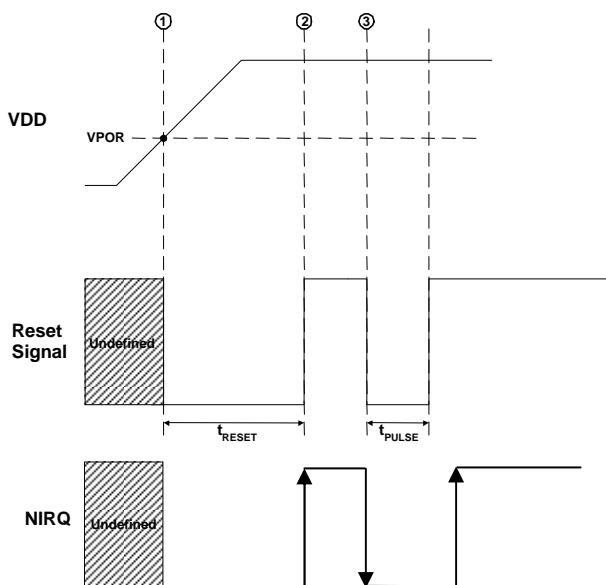 1 2 3
VDD
VPOR
Reset
Signal
Undefined
tRESET
tPULSE
NIRQ
Undefined